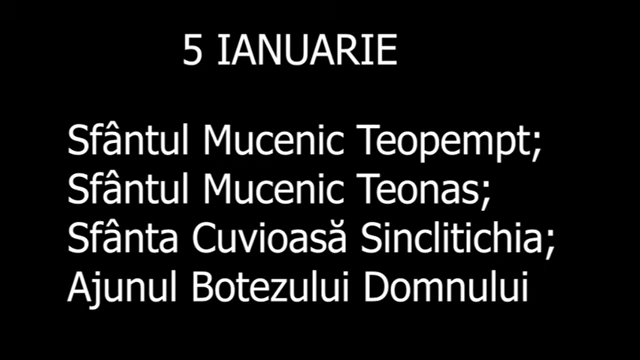 5 IANUARIE
Sfântul Mucenic Teopempt;
Sfântul Mucenic Teonas;
Sfânta Cuvioasă Sinclitichia;
Ajunul Botezului Domnului